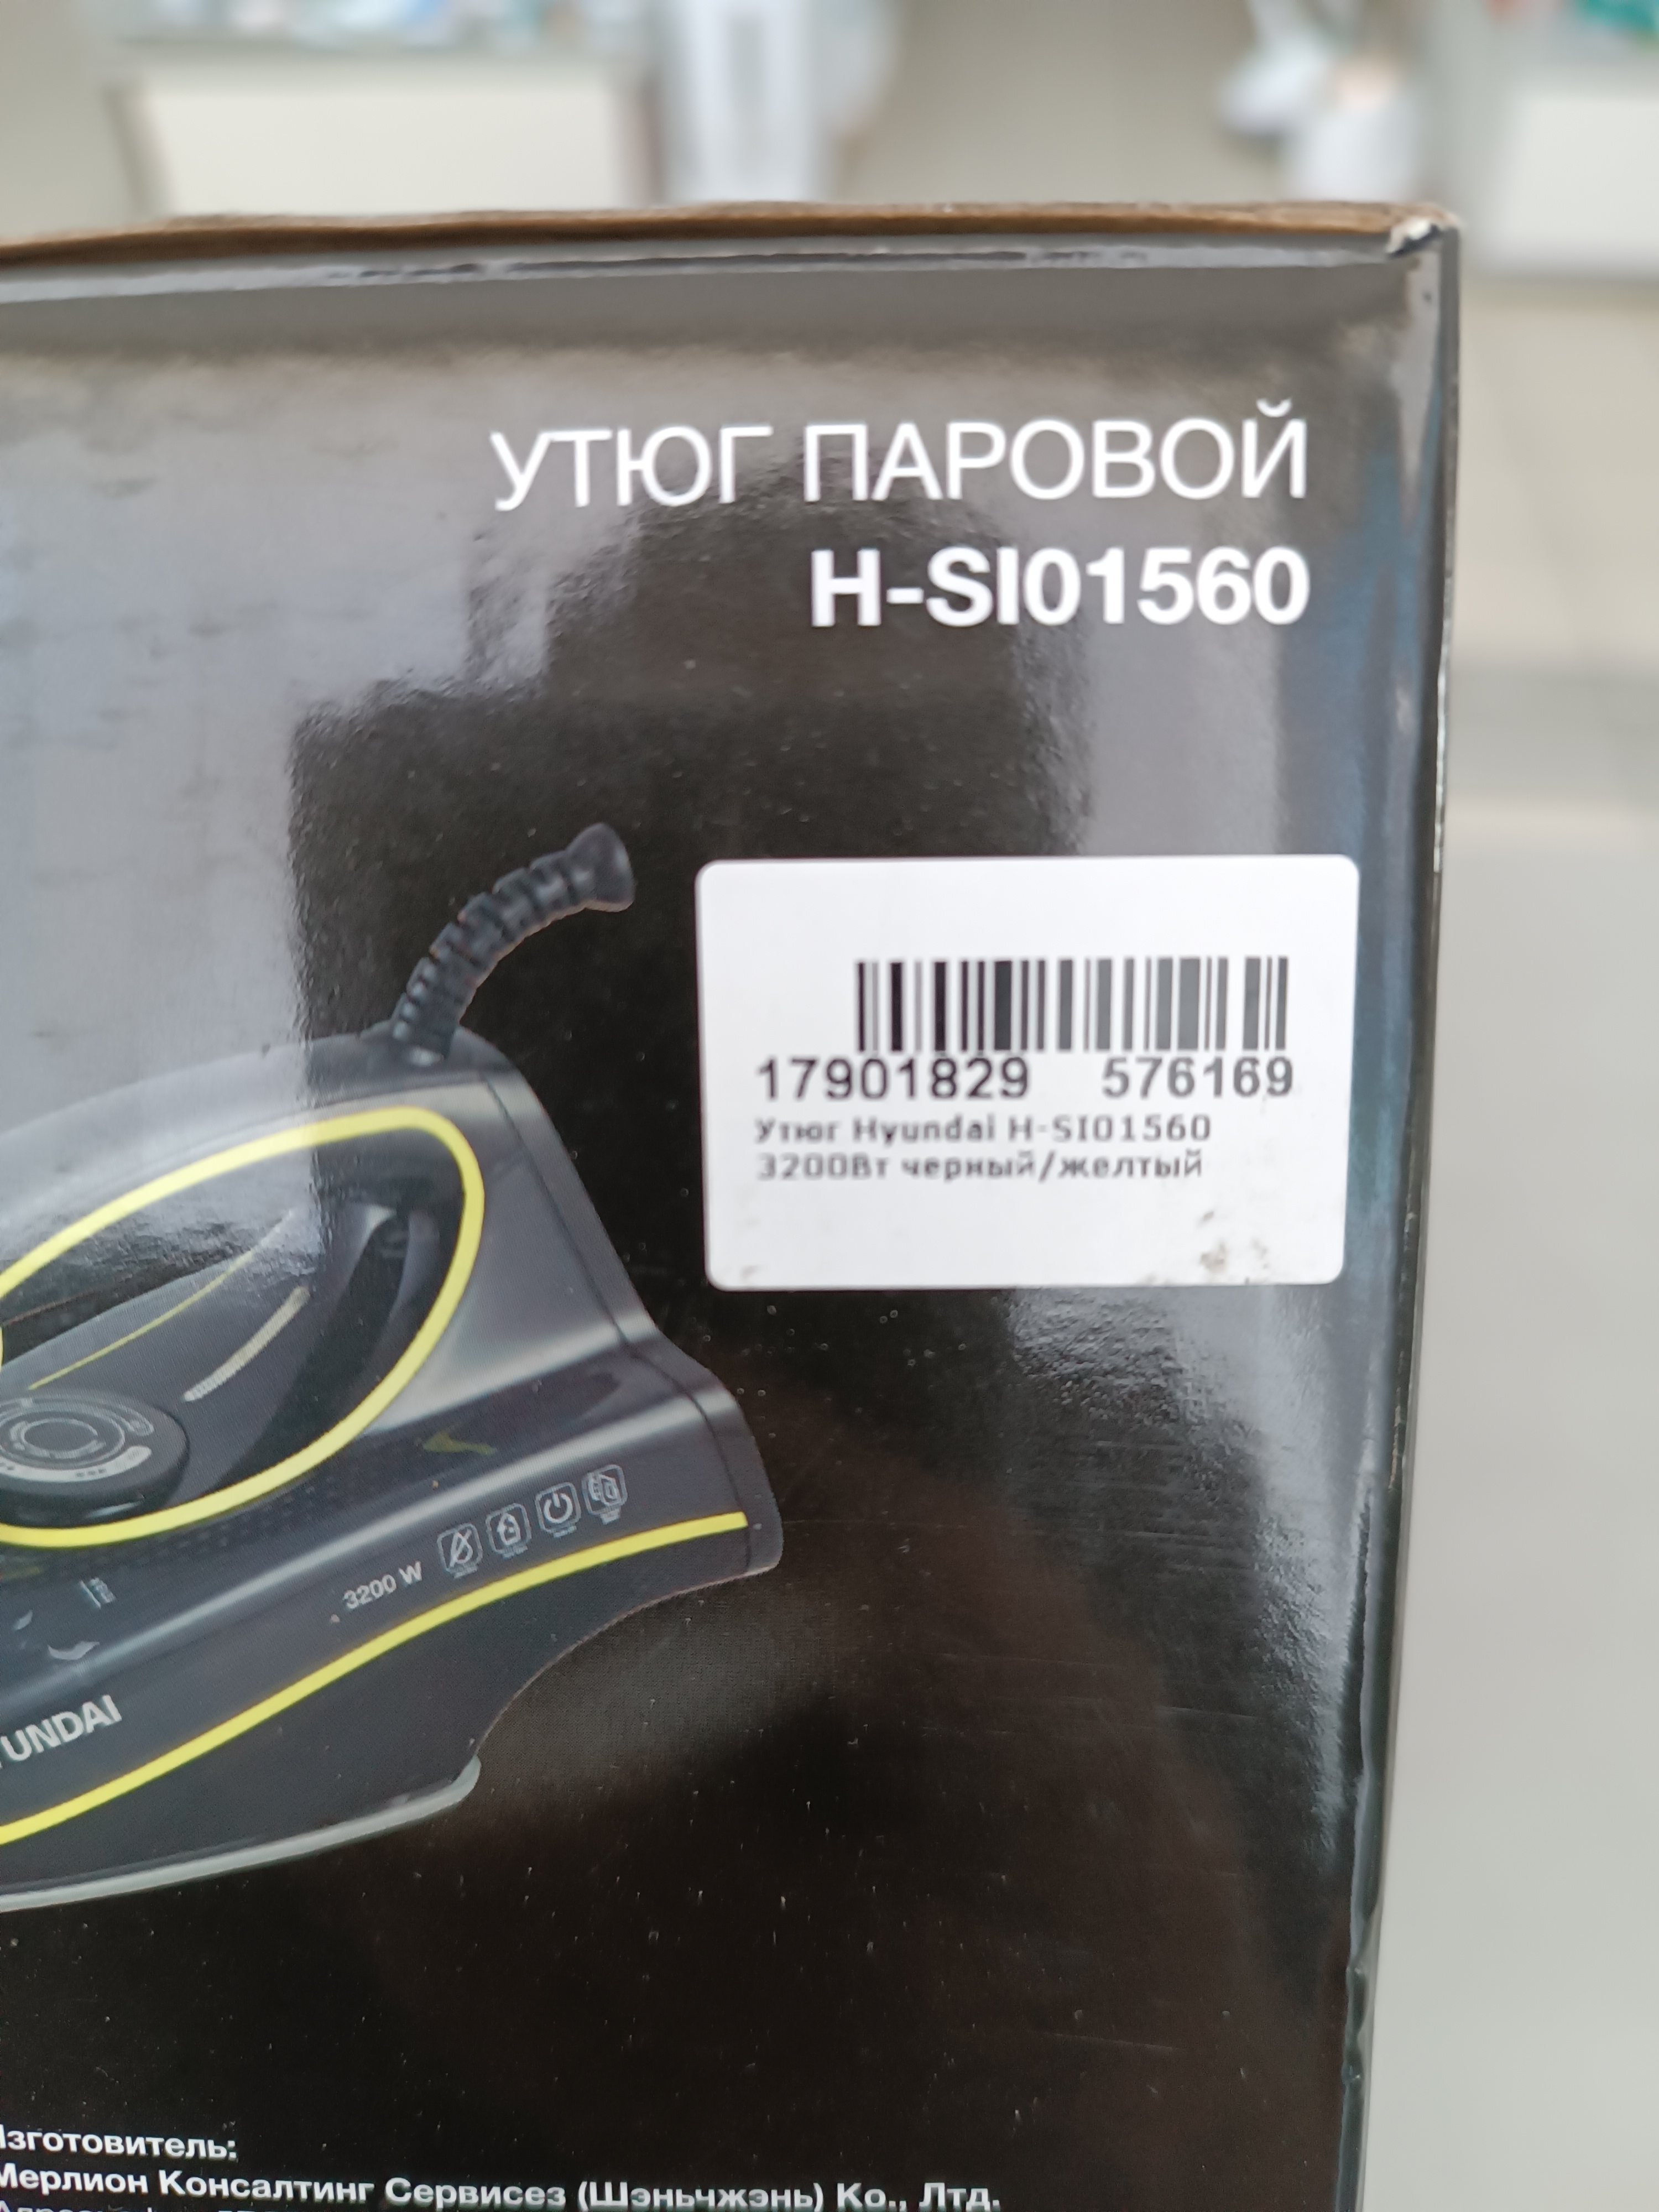 УТЮГ ПАРОВОЙ
H-SI01560
17901829 576169
Утюг Hyundai H-SI01560
3200Вт черный/желтый
3200 W
YUNDAI
Изготовитель:
Мерлион Консалтинг Сервисез (Шэньчжэнь) Ко., Лтд.